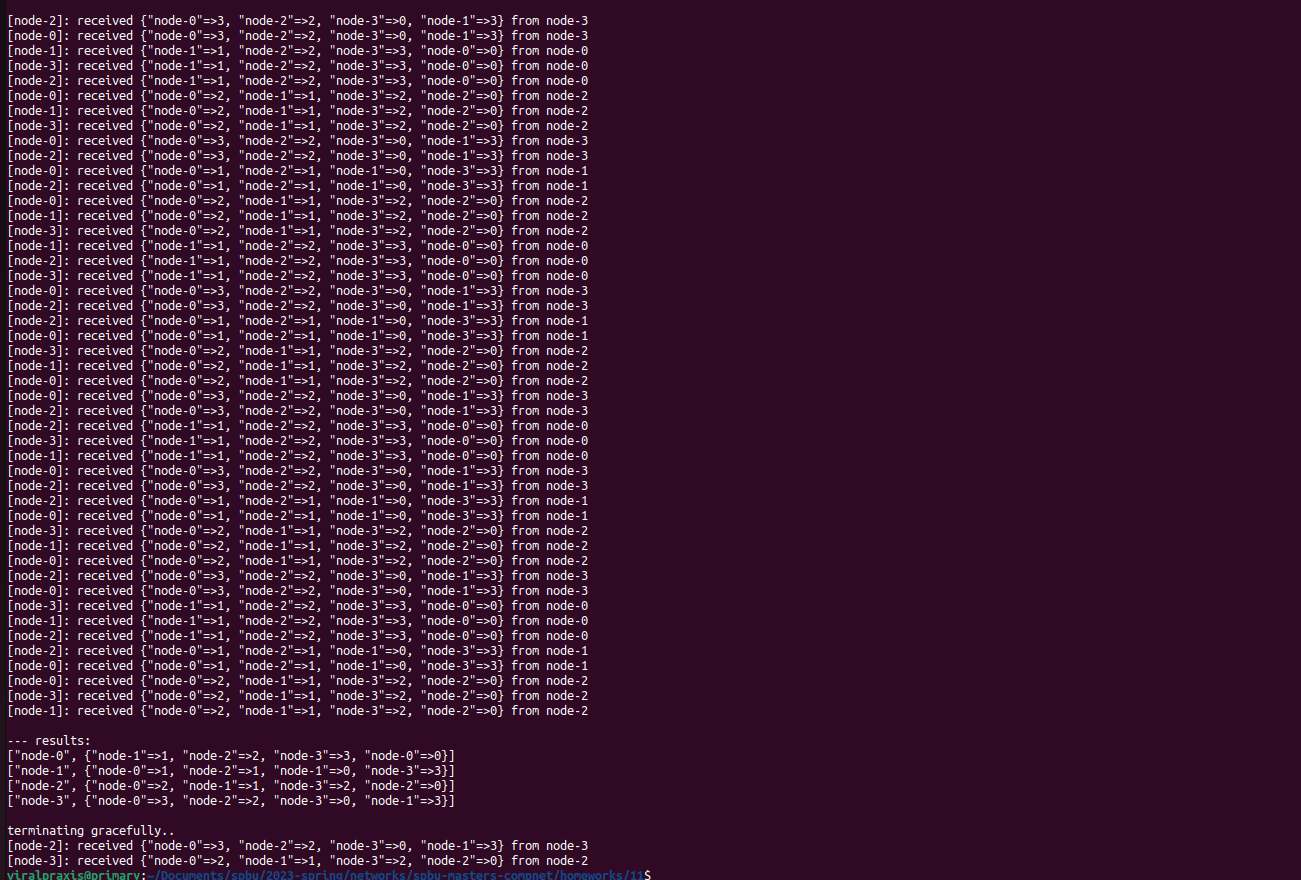 [node-2]: received {"node-0"=>3, "node-2"=>2, "node-3"=>0, "node-1"=>3} from node-3
[node-0]: received {"node-0"=>3, "node-2"=>2, "node-3"=>0, "node-1"=>3} from node-3
[node-1]: received {"node-1"=>1, "node-2"=>2, "node-3"=>3, "node-0"=>0} from node-0
[node-3]: received {"node-1"=>1, "node-2"=>2, "node-3"=>3, "node-0"=>0} from node-0
[node-2]: received {"node-1"=>1, "node-2"=>2, "node-3"=>3, "node-0"=>0} from node-0
[node-0]: received {"node-0"=>2, "node-1"=>1, "node-3"=>2, "node-2"=>0} from node-2
[node-1]: received {"node-0"=>2, "node-1"=>1, "node-3"=>2, "node-2"=>0} from node-2
[node-3]: received {"node-0"=>2, "node-1"=>1, "node-3"=>2, "node-2"=>0} from node-2
[node-0]: received {"node-0"=>3, "node-2"=>2, "node-3"=>0, "node-1"=>3} from node-3
[node-2]: received {"node-0"=>3, "node-2"=>2, "node-3"=>0, "node-1"=>3} from node-3
[node-0]: received {"node-0"=>1, "node-2"=>1, "node-1"=>0, "node-3"=>3} from node-1
[node-2]: received {"node-0"=>1, "node-2"=>1, "node-1"=>0, "node-3"=>3} from node-1
[node-0]: received {"node-0"=>2, "node-1"=>1, "node-3"=>2, "node-2"=>0} from node-2
[node-1]: received {"node-0"=>2, "node-1"=>1, "node-3"=>2, "node-2"=>0} from node-2
[node-3]: received {"node-0"=>2, "node-1"=>1, "node-3"=>2, "node-2"=>0} from node-2
[node-1]: received {"node-1"=>1, "node-2"=>2, "node-3"=>3, "node-0"=>0} from node-0
[node-2]: received {"node-1"=>1, "node-2"=>2, "node-3"=>3, "node-0"=>0} from node-0
[node-3]: received {"node-1"=>1, "node-2"=>2, "node-3"=>3, "node-0"=>0} from node-0
[node-0]: received {"node-0"=>3, "node-2"=>2, "node-3"=>0, "node-1"=>3} from node-3
[node-2]: received {"node-0"=>3, "node-2"=>2, "node-3"=>0, "node-1"=>3} from node-3
[node-2]: received {"node-0"=>1, "node-2"=>1, "node-1"=>0, "node-3"=>3} from node-1
[node-0]: received {"node-0"=>1, "node-2"=>1, "node-1"=>0, "node-3"=>3} from node-1
[node-3]: received {"node-0"=>2, "node-1"=>1, "node-3"=>2, "node-2"=>0} from node-2
[node-1]: received {"node-0"=>2, "node-1"=>1, "node-3"=>2, "node-2"=>0} from node-2
[node-0]: received {"node-0"=>2, "node-1"=>1, "node-3"=>2, "node-2"=>0} from node-2
[node-0]: received {"node-0"=>3, "node-2"=>2, "node-3"=>0, "node-1"=>3} from node-3
[node-2]: received {"node-0"=>3, "node-2"=>2, "node-3"=>0, "node-1"=>3} from node-3
[node-2]: received {"node-1"=>1, "node-2"=>2, "node-3"=>3, "node-0"=>0} from node-0
[node-3]: received {"node-1"=>1, "node-2"=>2, "node-3"=>3, "node-0"=>0} from node-0
[node-1]: received {"node-1"=>1, "node-2"=>2, "node-3"=>3, "node-0"=>0} from node-0
[node-0]: received {"node-0"=>3, "node-2"=>2, "node-3"=>0, "node-1"=>3} from node-3
[node-2]: received {"node-0"=>3, "node-2"=>2, "node-3"=>0, "node-1"=>3} from node-3
[node-2]: received {"node-0"=>1, "node-2"=>1, "node-1"=>0, "node-3"=>3} from node-1
[node-0]: received {"node-0"=>1, "node-2"=>1, "node-1"=>0, "node-3"=>3} from node-1
[node-3]: received {"node-0"=>2, "node-1"=>1, "node-3"=>2, "node-2"=>0} from node-2
[node-1]: received {"node-0"=>2, "node-1"=>1, "node-3"=>2, "node-2"=>0} from node-2
[node-0]: received {"node-0"=>2, "node-1"=>1, "node-3"=>2, "node-2"=>0} from node-2
[node-2]: received {"node-0"=>3, "node-2"=>2, "node-3"=>0, "node-1"=>3} from node-3
[node-0]: received {"node-0"=>3, "node-2"=>2, "node-3"=>0, "node-1"=>3} from node-3
[node-3]: received {"node-1"=>1, "node-2"=>2, "node-3"=>3, "node-0"=>0} from node-0
[node-1]: received {"node-1"=>1, "node-2"=>2, "node-3"=>3, "node-0"=>0} from node-0
[node-2]: received {"node-1"=>1, "node-2"=>2, "node-3"=>3, "node-0"=>0} from node-0
[node-2]: received {"node-0"=>1, "node-2"=>1, "node-1"=>0, "node-3"=>3} from node-1
[node-0]: received {"node-0"=>1, "node-2"=>1, "node-1"=>0, "node-3"=>3} from node-1
[node-0]: received {"node-0"=>2, "node-1"=>1, "node-3"=>2, "node-2"=>0} from node-2
[node-3]: received {"node-0"=>2, "node-1"=>1, "node-3"=>2, "node-2"=>0} from node-2
[node-1]: received {"node-0"=>2, "node-1"=>1, "node-3"=>2, "node-2"=>0} from node-2
--- results:
["node-0", {"node-1"=>1, "node-2"=>2, "node-3"=>3, "node-0"=>0}]
["node-1", {"node-0"=>1, "node-2"=>1, "node-1"=>0, "node-3"=>3}]
["node-2", {"node-0"=>2, "node-1"=>1, "node-3"=>2, "node-2"=>0}]
["node-3", {"node-0"=>3, "node-2"=>2, "node-3"=>0, "node-1"=>3}]
terminating gracefully..
[node-2]: received {"node-0"=>3, "node-2"=>2, "node-3"=>0, "node-1"=>3} from node-3
[node-3]: received {"node-0"=>2, "node-1"=>1, "node-3"=>2, "node-2"=>0} from node-2
viralpraxis@primary:~/Documents/spbu/2023-spring/networks/spbu-masters-compnet/homeworks/11$